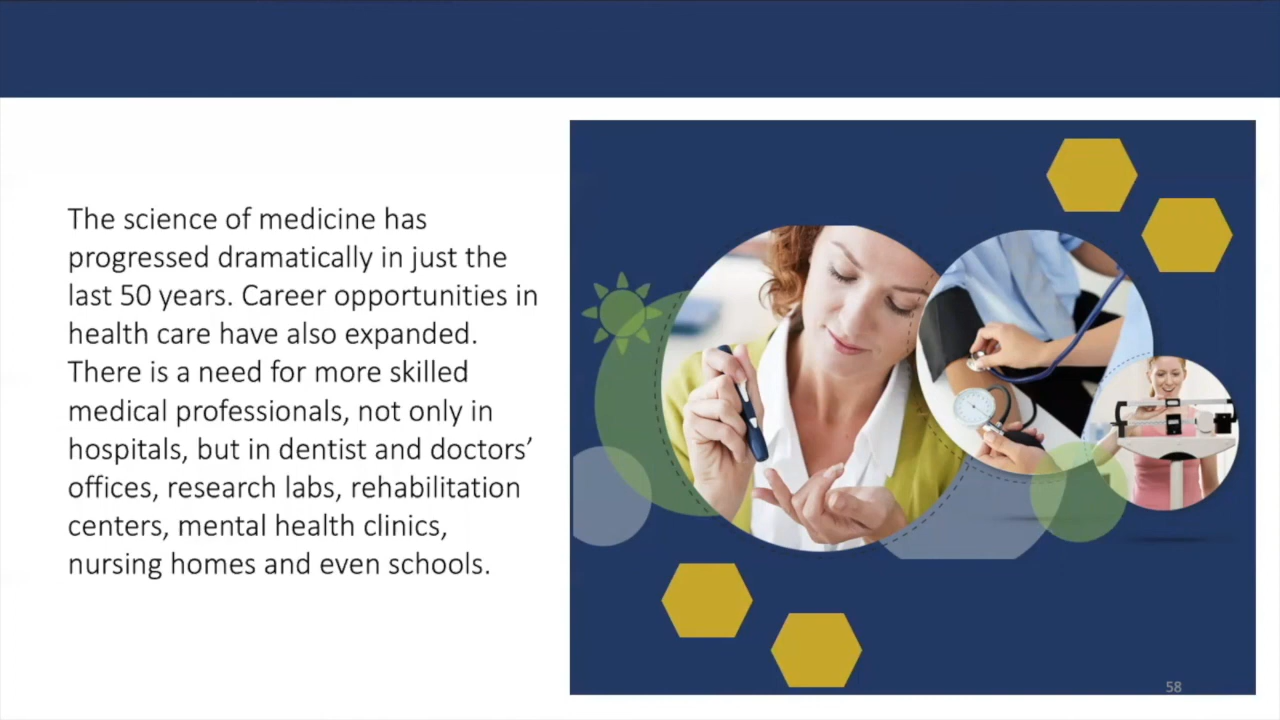 The science of medicine has
progressed dramatically in just the
last 50 years. Career opportunities in
health care have also expanded.
There is a need for more skilled
medical professionals, not only in
hospitals, but in dentist and doctors’
offices, research labs, rehabilitation
centers, mental health clinics,
nursing homes and even schools.
58